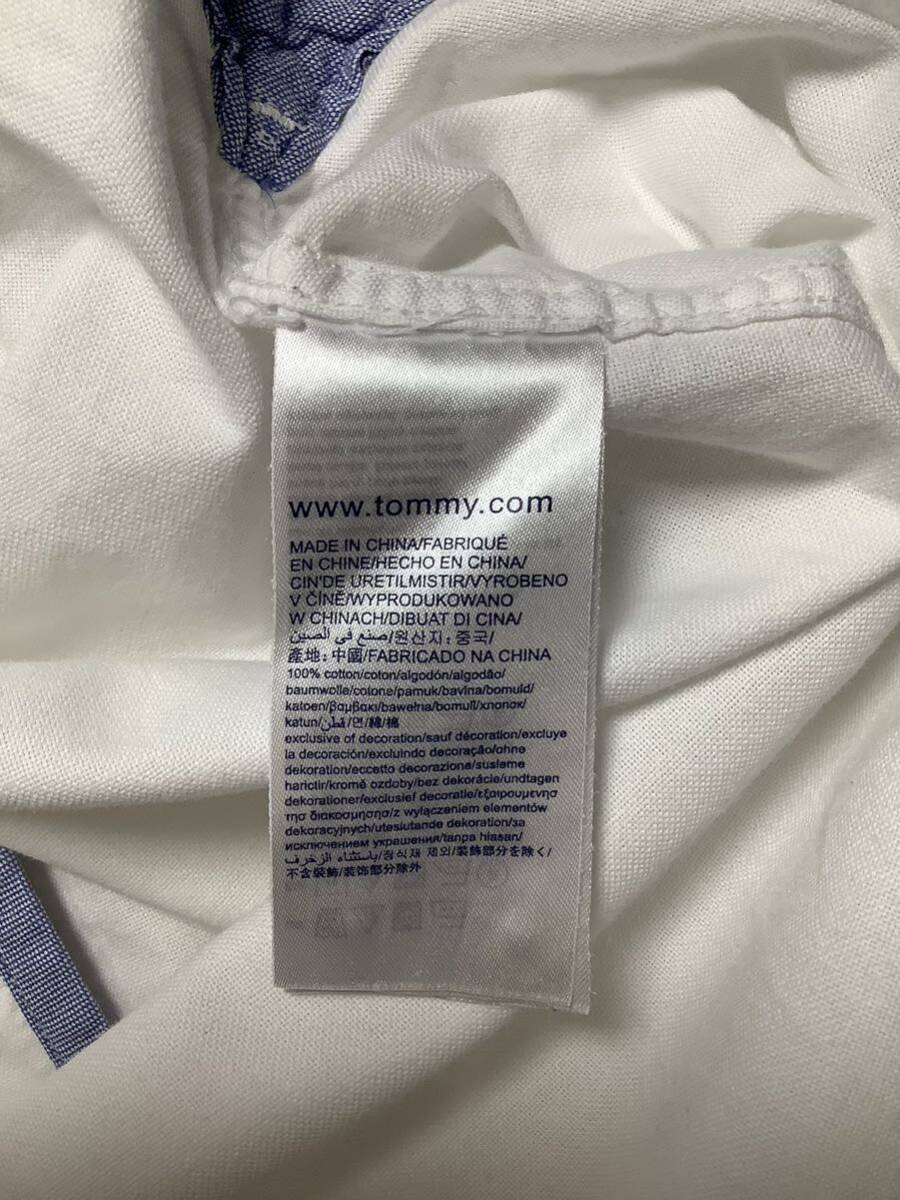 www.tommy.com
MADE IN CHINA/FABRIQUÉ
EN CHINE/HECHO EN CHINA/
CIN'DE URETILMISTIR/VYROBENO
V ČÍNĚ/WYPRODUKOWANO
W CHINACH/DIBUAT DI CINA/
صنع في الصين/원산지: 중국/
產地: 中國/FABRICADO NA CHINA
100% cotton/coton/algodón/algodão/
baumwolle/cotone/pamuk/bavlna/bomuld/
katoen/βαμβακι/bawełna/bomull/хлопок/
katun/قطن/면/綿/棉
exclusive of decoration/sauf décoration/excluye
la decoración/excluindo decoração/ohne
dekoration/eccetto decorazione/susleme
harictir/kromě ozdoby/bez dekorácie/undtagen
dekorationer/exclusief decoratie/εξαιρουμενησ
τησ διακοσμησησ/z wyłączeniem elementów
dekoracyjnych/uteslutande dekoration/за
исключением украшения/tanpa hiasan/
باستثناء الزخرف/장식재 제외/装飾部分を除く/
不含裝飾/装饰部分除外